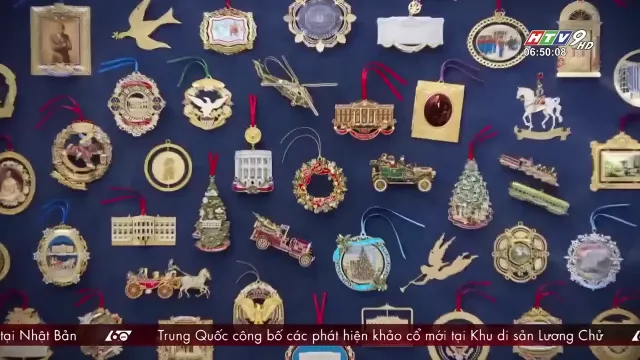 HTV9 HD
06:50:08
tại Nhật Bản
60
Trung Quốc công bố các phát hiện khảo cổ mới tại Khu di sản Lương Chử